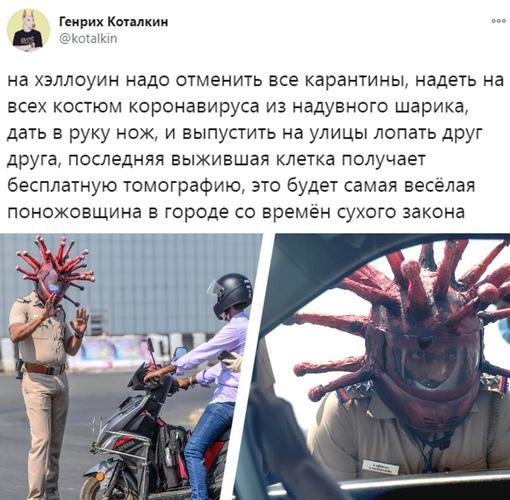 Генрих Коталкин
@kotalkin
на хэллоуин надо отменить все карантины, надеть на
всех костюм коронавируса из надувного шарика,
дать в руку нож, и выпустить на улицы лопать друг
друга, последняя выжившая клетка получает
бесплатную томографию, это будет самая весёлая
поножовщина в городе со времён сухого закона